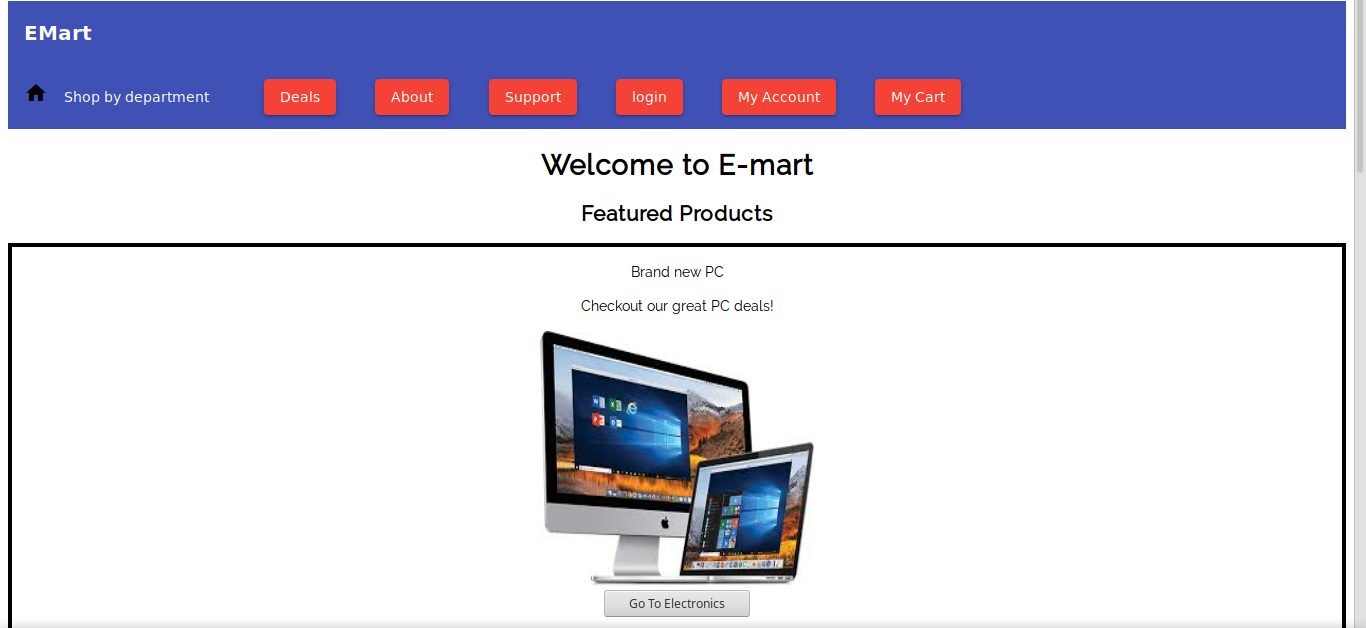 EMart
Shop by department Deals About Support login My Account My Cart
Welcome to E-mart
Featured Products
Brand new PC
Checkout our great PC deals!
Go To Electronics